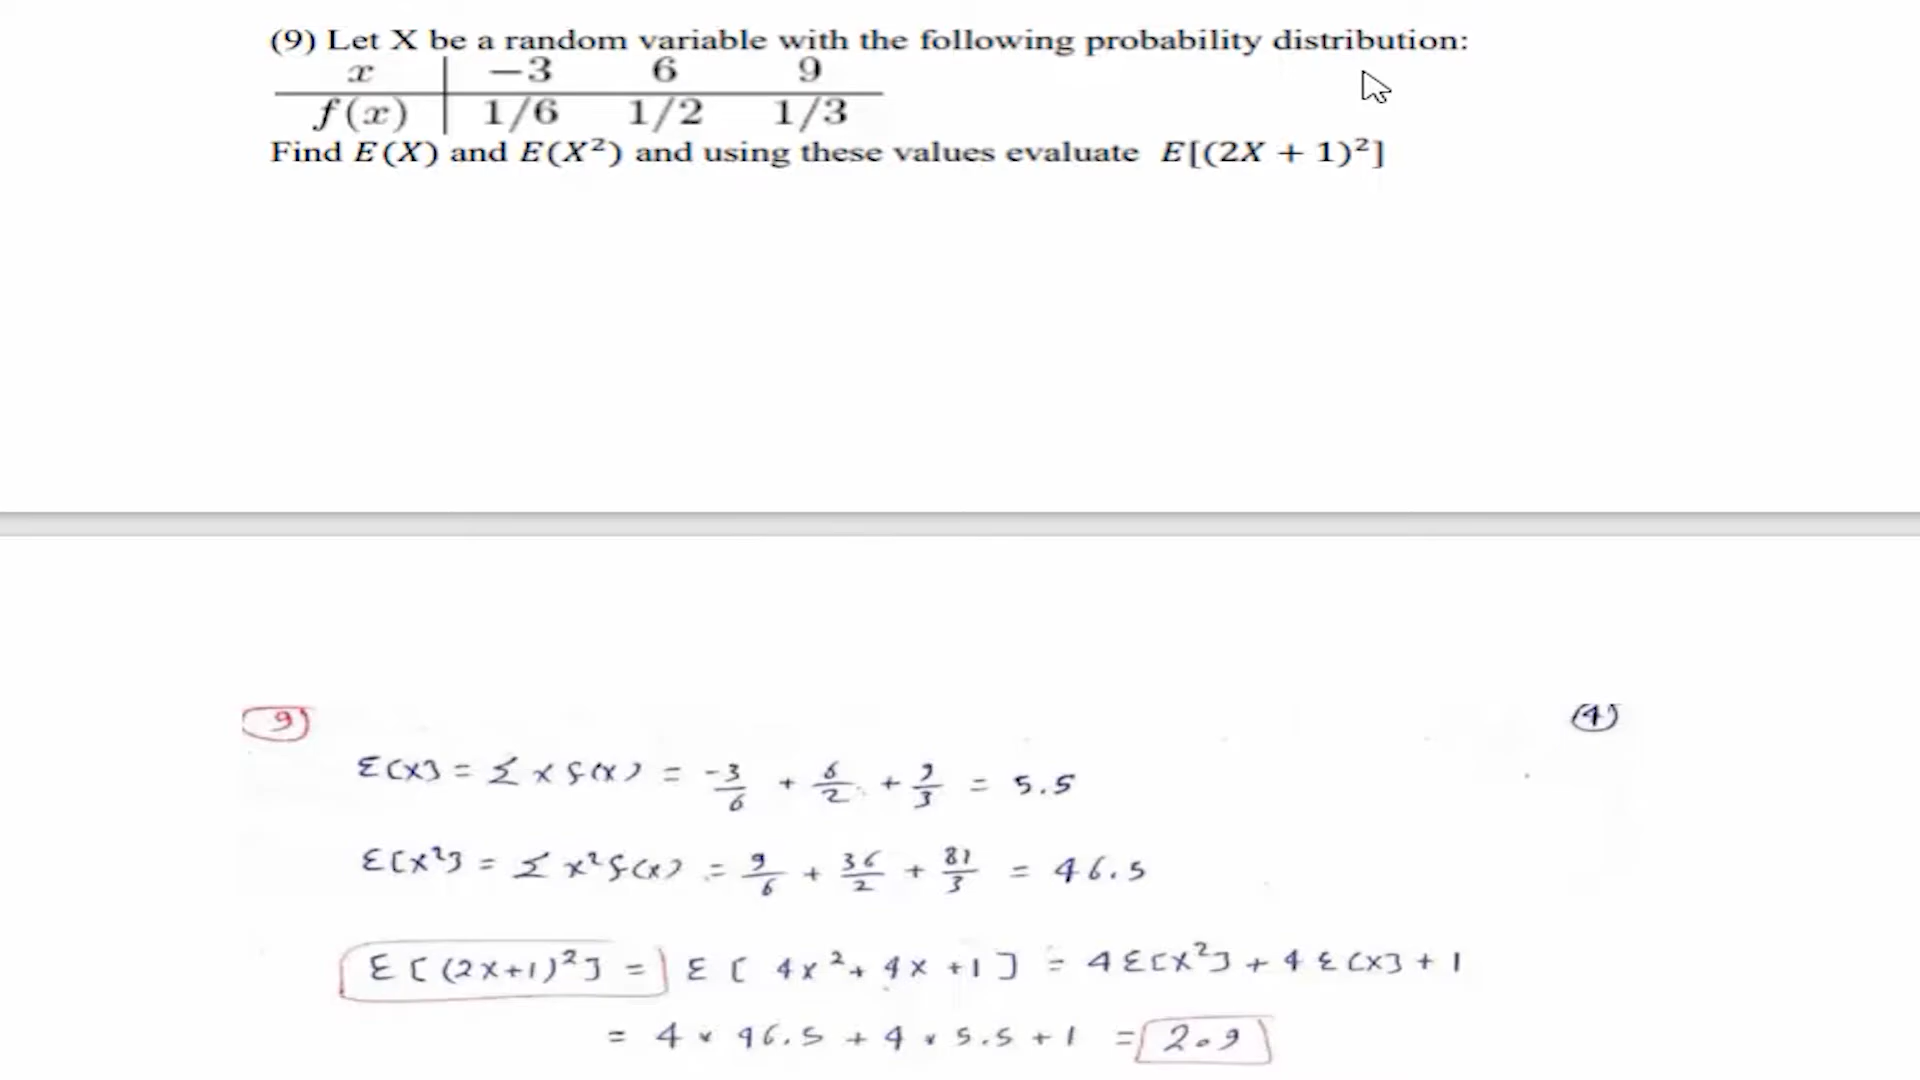 (9) Let X be a random variable with the following probability distribution:
x | −3 6 9
f(x) | 1/6 1/2 1/3
Find E(X) and E(X²) and using these values evaluate E[(2X + 1)²]
9
(4)
E[X] = Σ x f(x) = -3/6 + 6/2 + 9/3 = 5.5
E[X²] = Σ x² f(x) = 9/6 + 36/2 + 81/3 = 46.5
E[(2X+1)²] = E[4x² + 4x + 1] = 4E[X²] + 4E[X] + 1
= 4 × 46.5 + 4 × 5.5 + 1 = 209